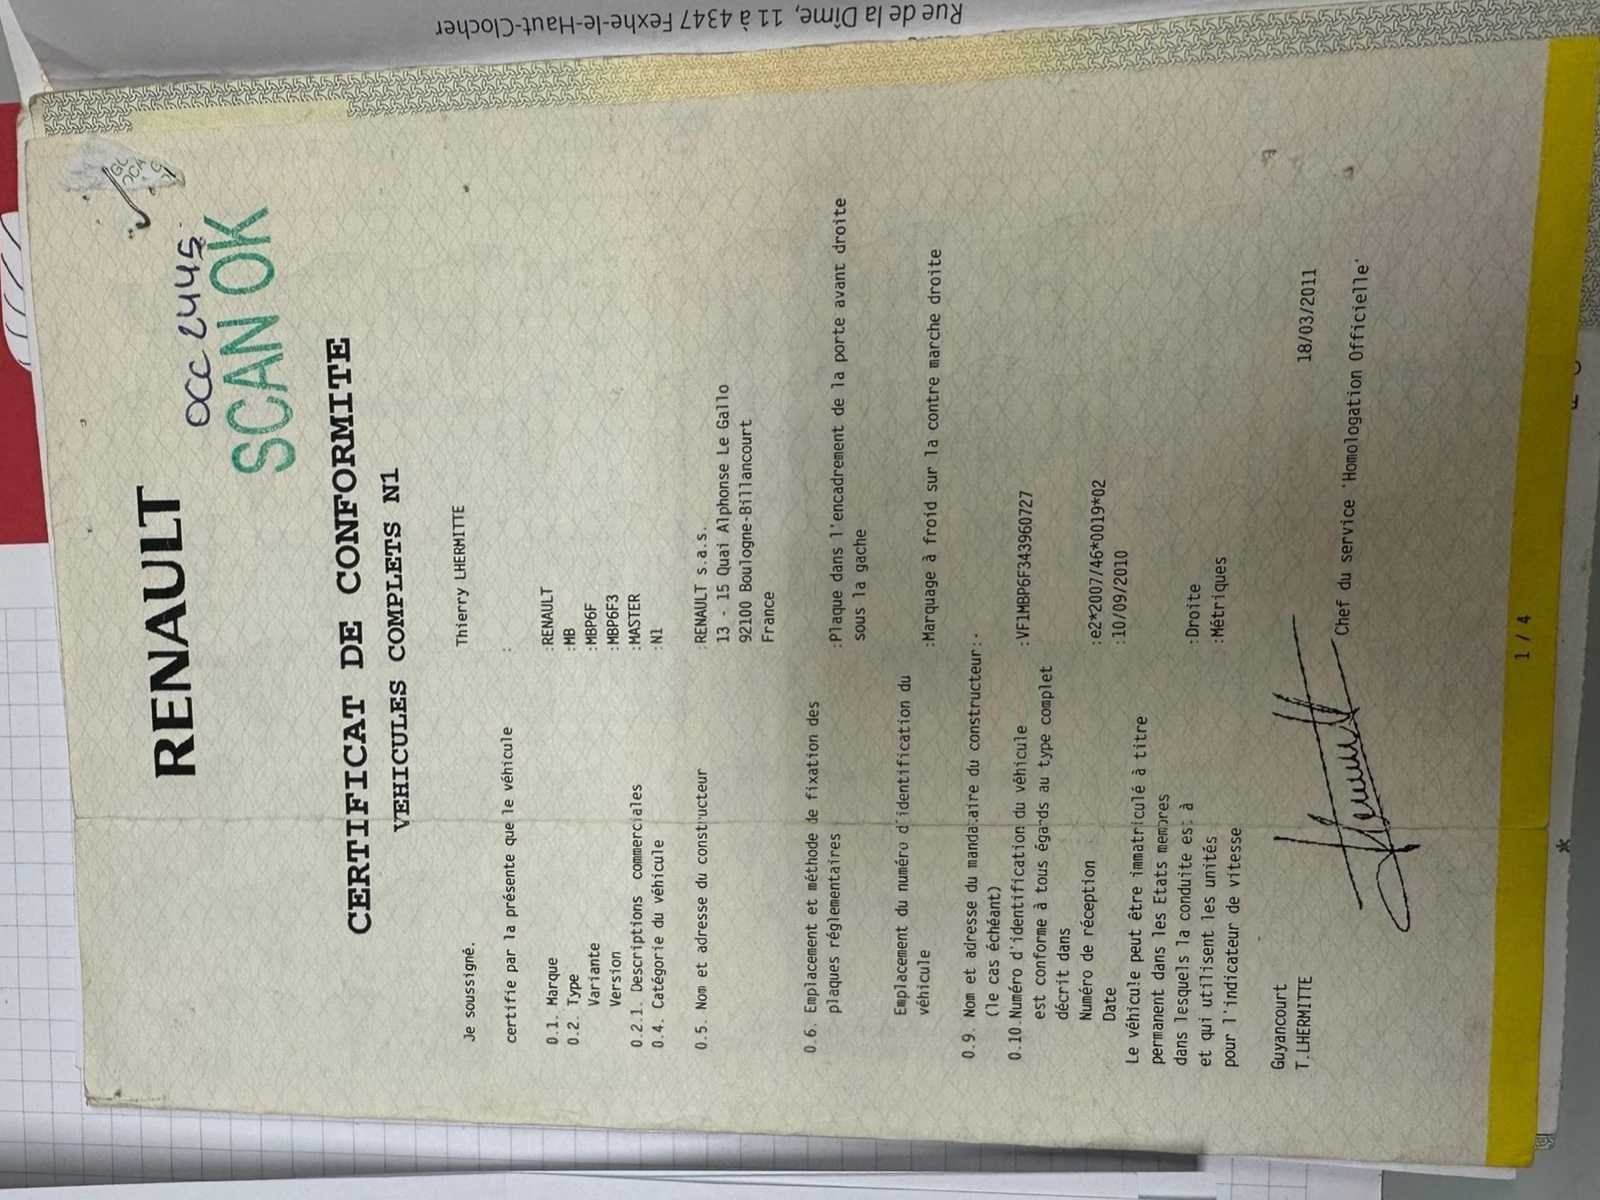 Rue de la Dîme, 11 à 4347 Fexhe-le-Haut-Clocher
RENAULT
OCC 2445
SCAN OK
CERTIFICAT DE CONFORMITE
VEHICULES COMPLETS N1
Je soussigné. Thierry LHERMITTE
certifie par la présente que le véhicule :
0.1. Marque :RENAULT
0.2. Type :MB
Variante :MBP6F
Version :MBP6F3
0.2.1. Descriptions commerciales :MASTER
0.4. Catégorie du véhicule :N1
0.5. Nom et adresse du constructeur :RENAULT s.a.s.
13 - 15 Quai Alphonse Le Gallo
92100 Boulogne-Billancourt
France
0.6. Emplacement et méthode de fixation des :Plaque dans l'encadrement de la porte avant droite
plaques réglementaires sous la gache
Emplacement du numéro d'identification du :Marquage à froid sur la contre marche droite
véhicule
0.9. Nom et adresse du mandataire du constructeur:-
(le cas échéant)
0.10.Numéro d'identification du véhicule :VF1MBP6F343960727
est conforme à tous égards au type complet
décrit dans
Numéro de réception :e2*2007/46*0019*02
Date :10/09/2010
Le véhicule peut être immatriculé à titre
permanent dans les Etats membres
dans lesquels la conduite est à :Droite
et qui utilisent les unités :Métriques
pour l'indicateur de vitesse
Guyancourt 18/03/2011
T.LHERMITTE Chef du service 'Homologation Officielle'
1 / 4
*